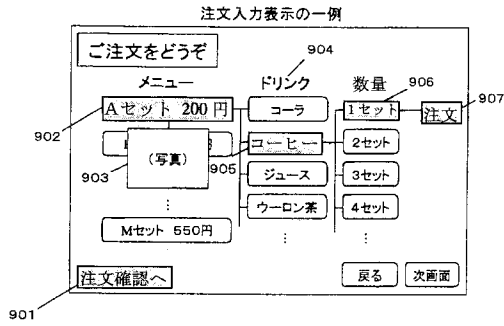 注文入力表示の一例
ご注文をどうぞ
904
メニュー ドリンク 数量 906
907
Aセット 200円 コーラ 1セット 注文
902
コーヒー 2セット
903 (写真) 905
ジュース 3セット
ウーロン茶 4セット
Mセット 550円
注文確認へ 戻る 次画面
901